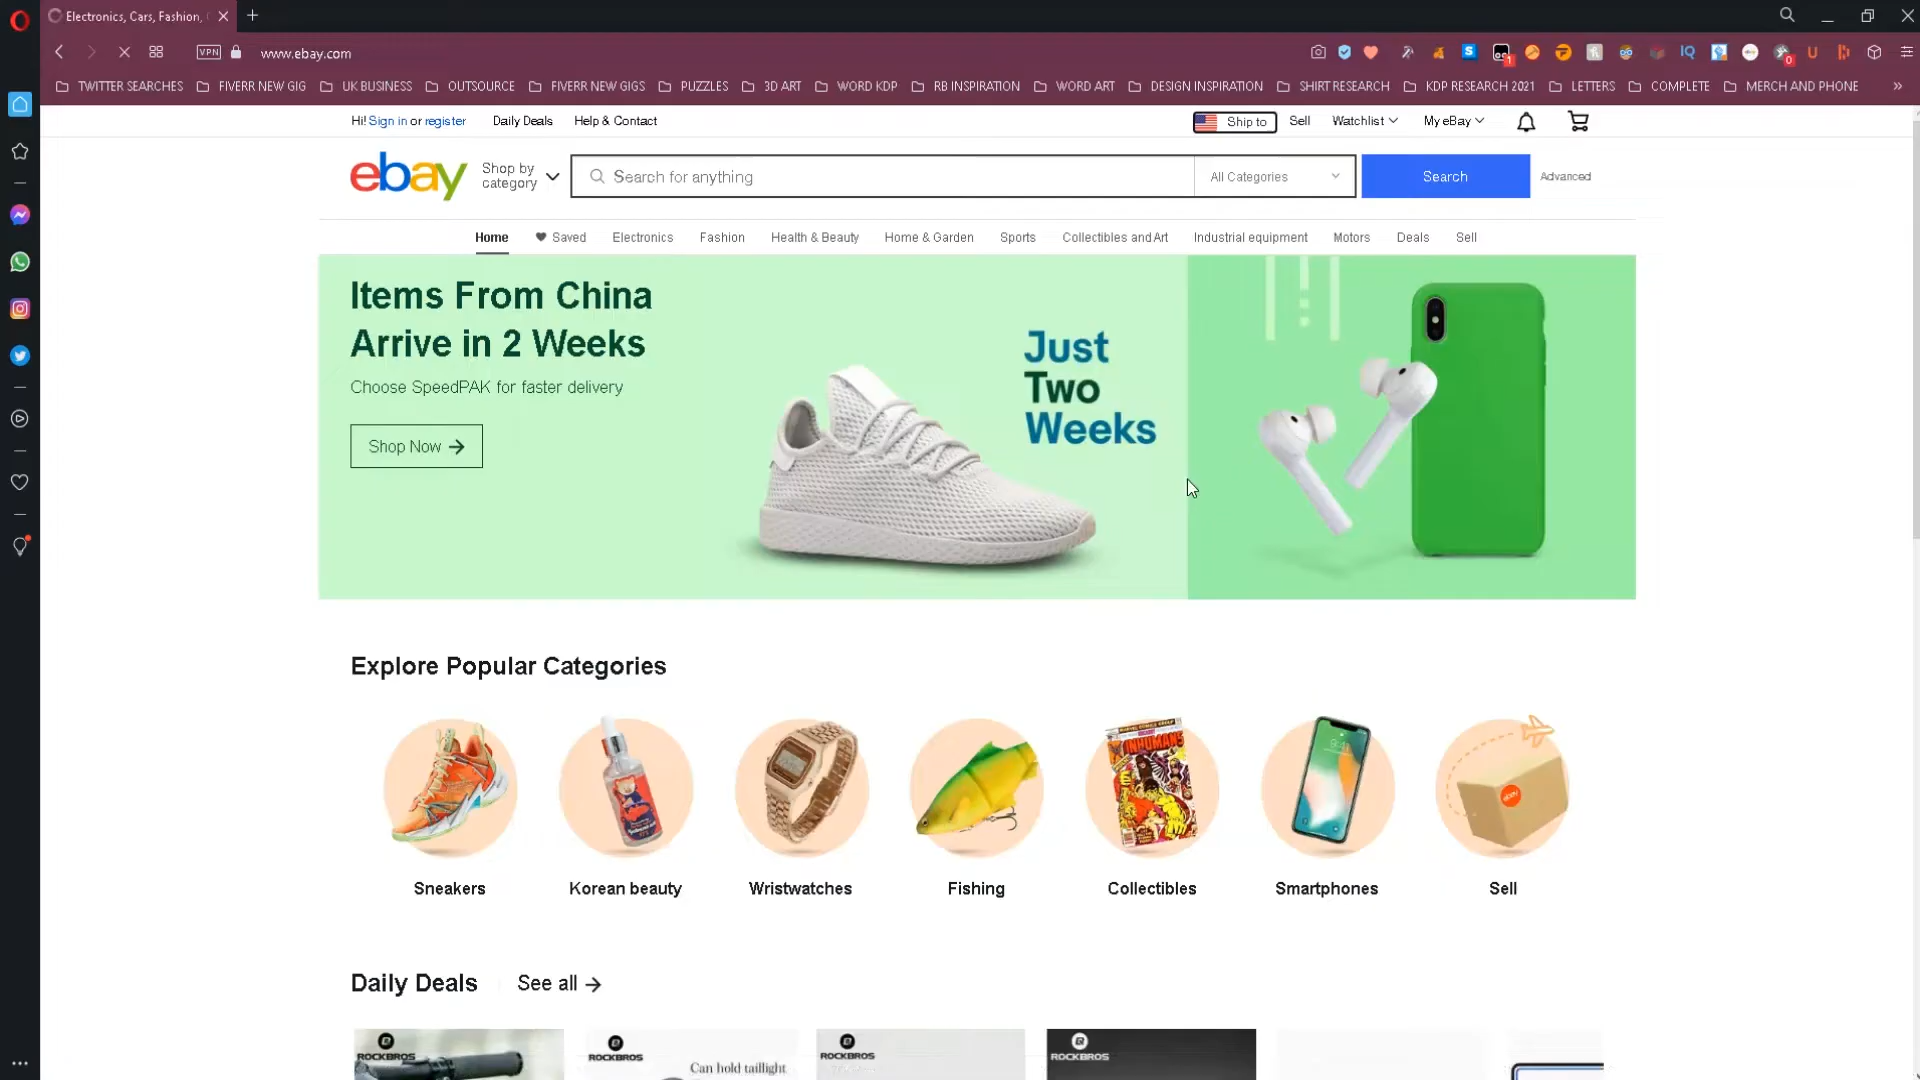 Electronics, Cars, Fashion,
VPN
www.ebay.com
TWITTER SEARCHES
FIVERR NEW GIG
UK BUSINESS
OUTSOURCE
FIVERR NEW GIGS
PUZZLES
3D ART
WORD KDP
RB INSPIRATION
WORD ART
DESIGN INSPIRATION
SHIRT RESEARCH
KDP RESEARCH 2021
LETTERS
COMPLETE
MERCH AND PHONE
Hi! Sign in or register
Daily Deals
Help & Contact
Ship to
Sell
Watchlist
My eBay
ebay
Shop by
category
Search for anything
All Categories
Search
Advanced
Home
Saved
Electronics
Fashion
Health & Beauty
Home & Garden
Sports
Collectibles and Art
Industrial equipment
Motors
Deals
Sell
Items From China
Arrive in 2 Weeks
Choose SpeedPAK for faster delivery
Shop Now
Just
Two
Weeks
Explore Popular Categories
INHUMANS
Sneakers
Korean beauty
Wristwatches
Fishing
Collectibles
Smartphones
Sell
Daily Deals
See all
ROCKBROS
ROCKBROS
Can hold taillight
ROCKBROS
ROCKBROS